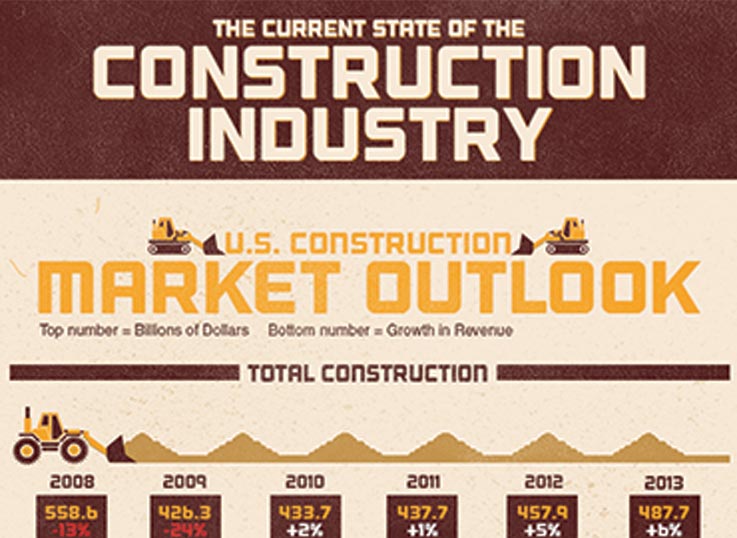 THE CURRENT STATE OF THE
CONSTRUCTION
INDUSTRY
U.S. CONSTRUCTION
MARKET OUTLOOK
Top number = Billions of Dollars Bottom number = Growth in Revenue
TOTAL CONSTRUCTION
2008 2009 2010 2011 2012 2013
558.6 426.3 433.7 437.7 457.9 487.7
-13% -24% +2% +1% +5% +6%